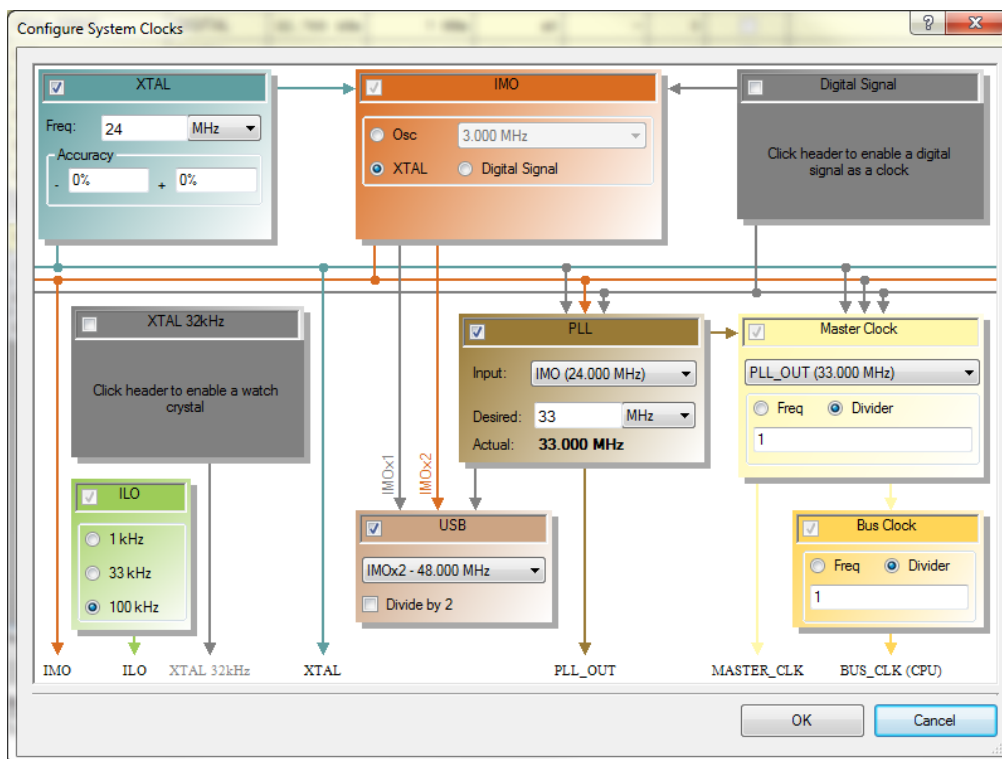 Configure System Clocks
XTAL
Freq: 24 MHz
Accuracy
- 0% + 0%
IMO
Osc 3.000 MHz
XTAL Digital Signal
Digital Signal
Click header to enable a digital
signal as a clock
XTAL 32kHz
Click header to enable a watch
crystal
PLL
Input: IMO (24.000 MHz)
Desired: 33 MHz
Actual: 33.000 MHz
Master Clock
PLL_OUT (33.000 MHz)
Freq Divider
1
IMOx1
IMOx2
ILO
1 kHz
33 kHz
100 kHz
USB
IMOx2 - 48.000 MHz
Divide by 2
Bus Clock
Freq Divider
1
IMO ILO XTAL 32kHz XTAL PLL_OUT MASTER_CLK BUS_CLK (CPU)
OK Cancel